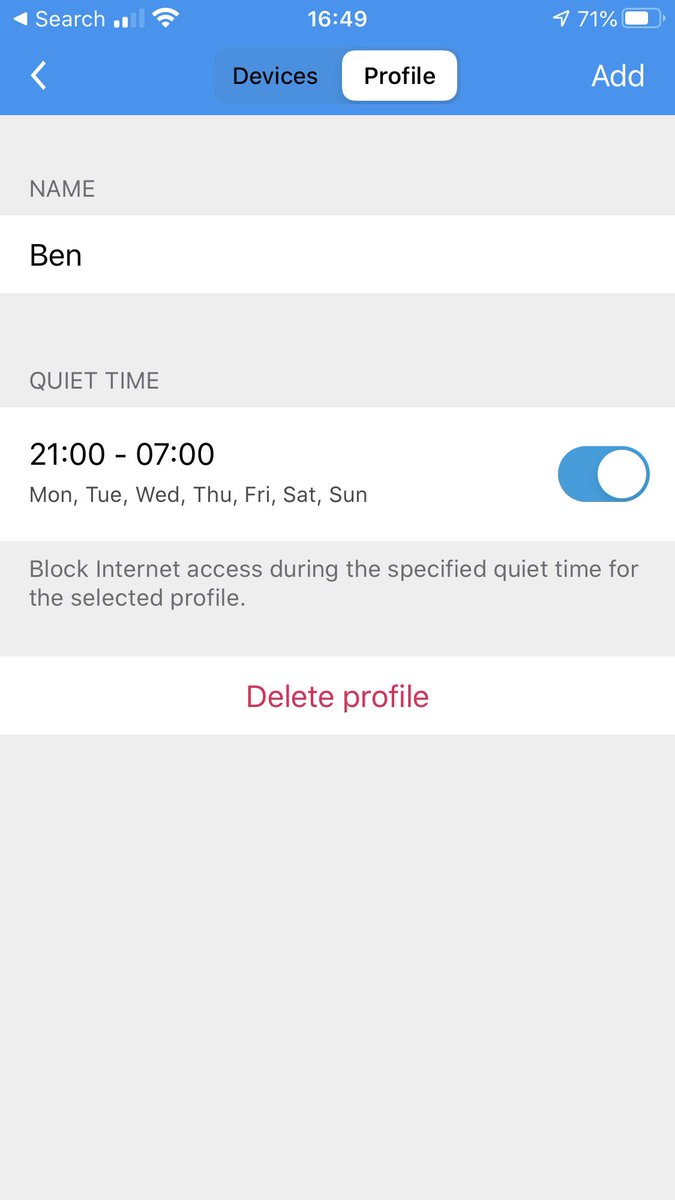 Search
16:49
71%
Devices
Profile
Add
NAME
Ben
QUIET TIME
21:00 - 07:00
Mon, Tue, Wed, Thu, Fri, Sat, Sun
Block Internet access during the specified quiet time for
the selected profile.
Delete profile